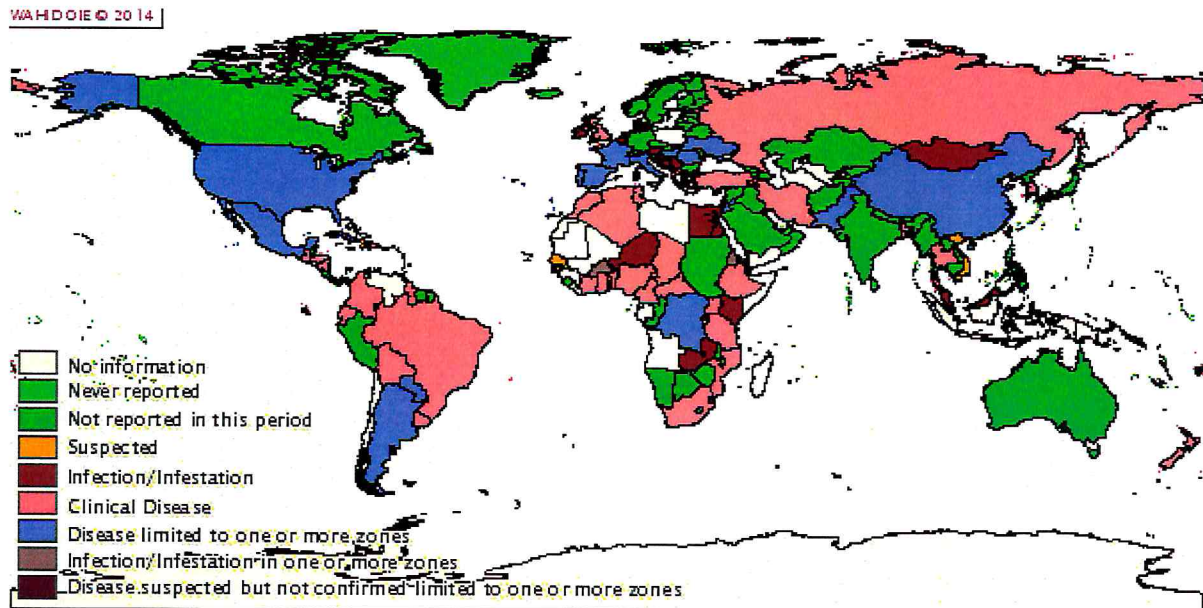 WAHIDOIE © 2014
No information
Never reported
Not reported in this period
Suspected
Infection/Infestation
Clinical Disease
Disease limited to one or more zones
Infection/Infestation in one or more zones
Disease suspected but not confirmed limited to one or more zones